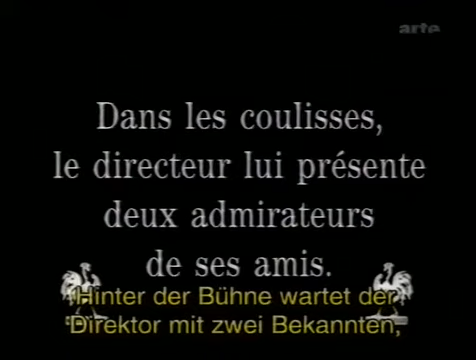 arte
Dans les coulisses,
le directeur lui présente
deux admirateurs
de ses amis.
Hinter der Bühne wartet der
Direktor mit zwei Bekannten,